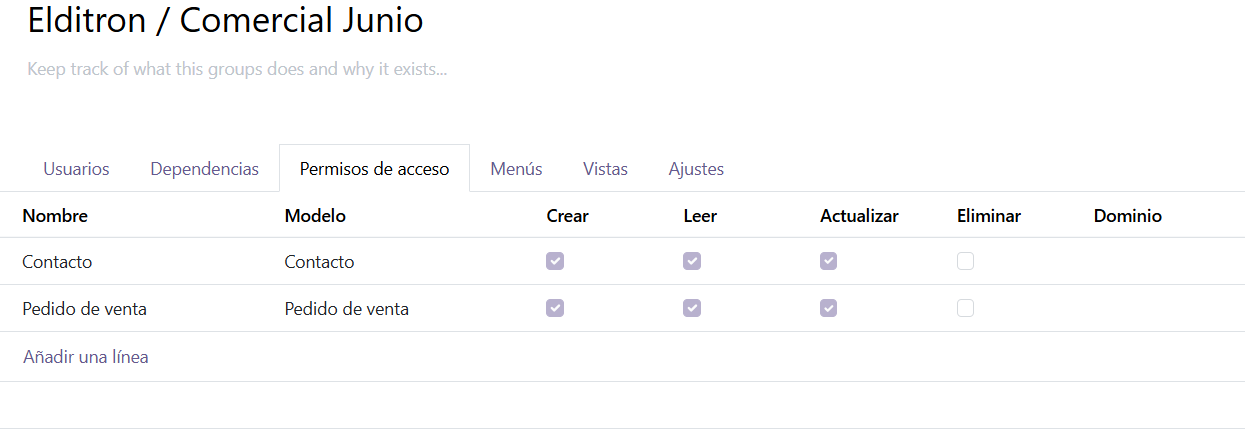 Elditron / Comercial Junio
Keep track of what this groups does and why it exists...
Usuarios Dependencias Permisos de acceso Menús Vistas Ajustes
Nombre Modelo Crear Leer Actualizar Eliminar Dominio
Contacto Contacto
Pedido de venta Pedido de venta
Añadir una línea